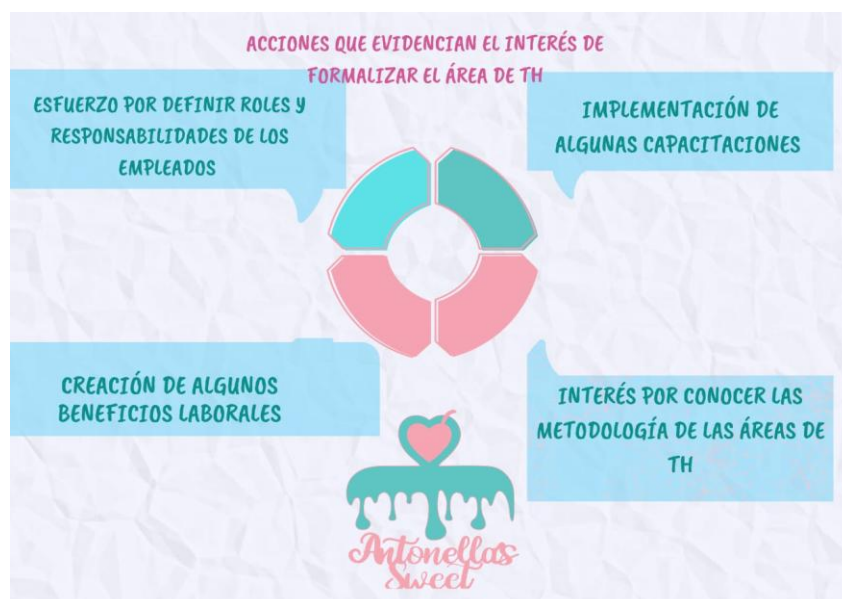 ACCIONES QUE EVIDENCIAN EL INTERÉS DE
FORMALIZAR EL ÁREA DE TH
ESFUERZO POR DEFINIR ROLES Y
RESPONSABILIDADES DE LOS
EMPLEADOS
IMPLEMENTACIÓN DE
ALGUNAS CAPACITACIONES
CREACIÓN DE ALGUNOS
BENEFICIOS LABORALES
INTERÉS POR CONOCER LAS
METODOLOGÍA DE LAS ÁREAS DE
TH
Antonella's
Sweet